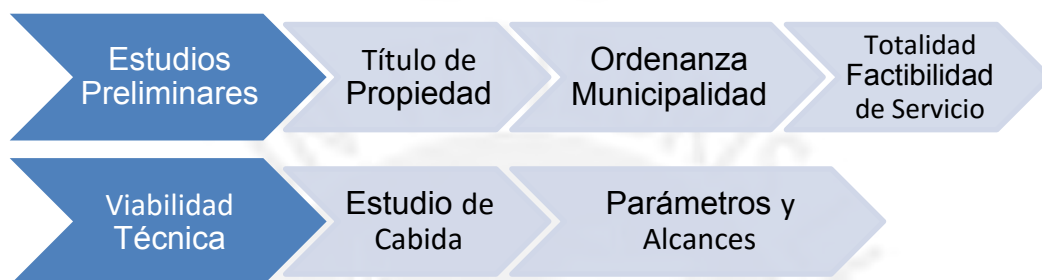 Estudios
Preliminares
Título de
Propiedad
Ordenanza
Municipalidad
Totalidad
Factibilidad
de Servicio
Viabilidad
Técnica
Estudio de
Cabida
Parámetros y
Alcances